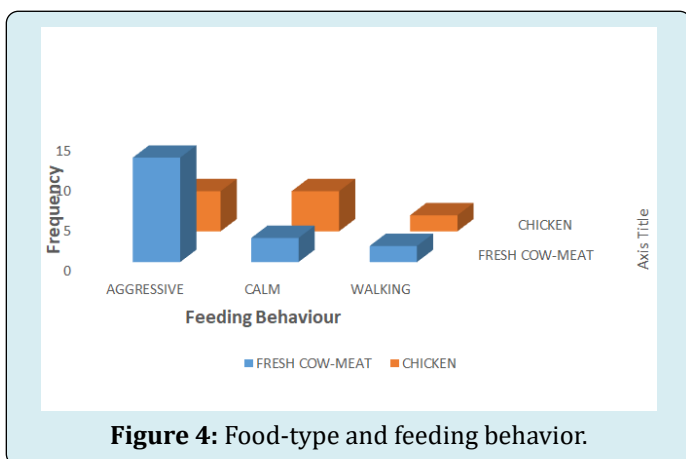 15
10
5
0
Frequency
AGGRESSIVE CALM WALKING
CHICKEN
FRESH COW-MEAT
Axis Title
Feeding Behaviour
FRESH COW-MEAT CHICKEN
Figure 4: Food-type and feeding behavior.